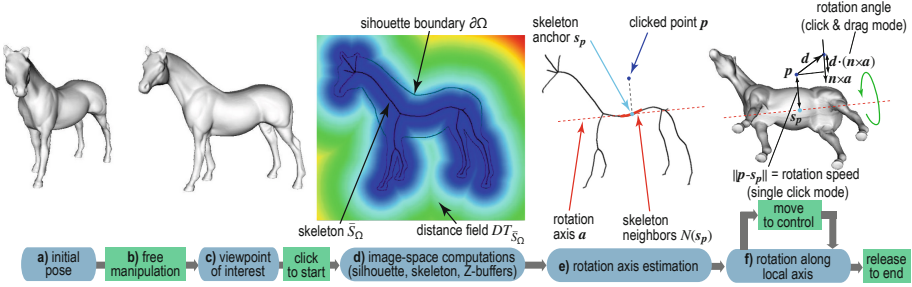 sihouette boundary ∂Ω
skeleton S̄_Ω
distance field DT_S̄_Ω
skeleton
anchor s_p
clicked point p
rotation
axis a
skeleton
neighbors N(s_p)
rotation angle
(click & drag mode)
d
d·(n×a)
p
n×a
s_p
||p-s_p|| = rotation speed
(single click mode)
a) initial
pose
b) free
manipulation
c) viewpoint
of interest
click
to start
d) image-space computations
(silhouette, skeleton, Z-buffers)
e) rotation axis estimation
move
to control
f) rotation along
local axis
release
to end